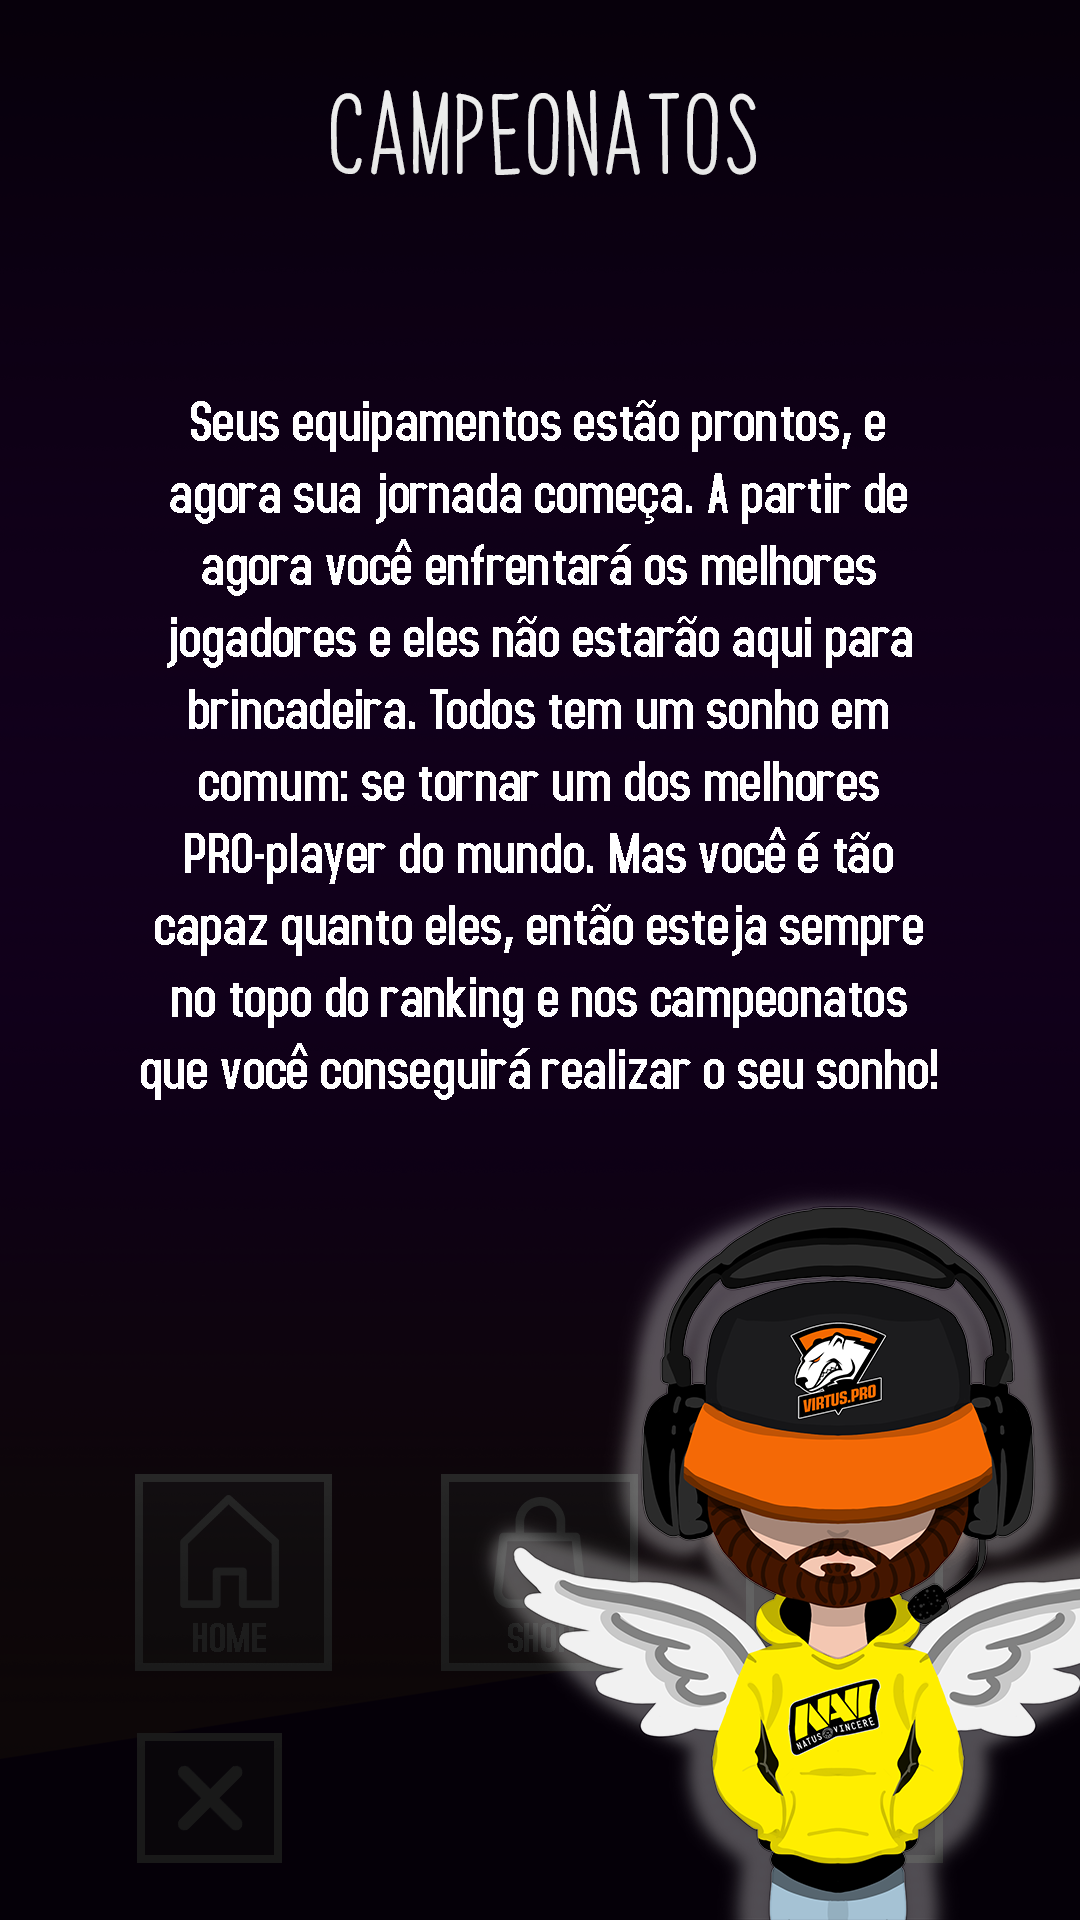 CAMPEONATOS
Seus equipamentos estão prontos, e
agora sua jornada começa. A partir de
agora você enfrentará os melhores
jogadores e eles não estarão aqui para
brincadeira. Todos tem um sonho em
comum: se tornar um dos melhores
PRO-player do mundo. Mas você é tão
capaz quanto eles, então esteja sempre
no topo do ranking e nos campeonatos
que você conseguirá realizar o seu sonho!
VIRTUS.PRO
HOME
SHO
NAVI
NATUS VINCERE